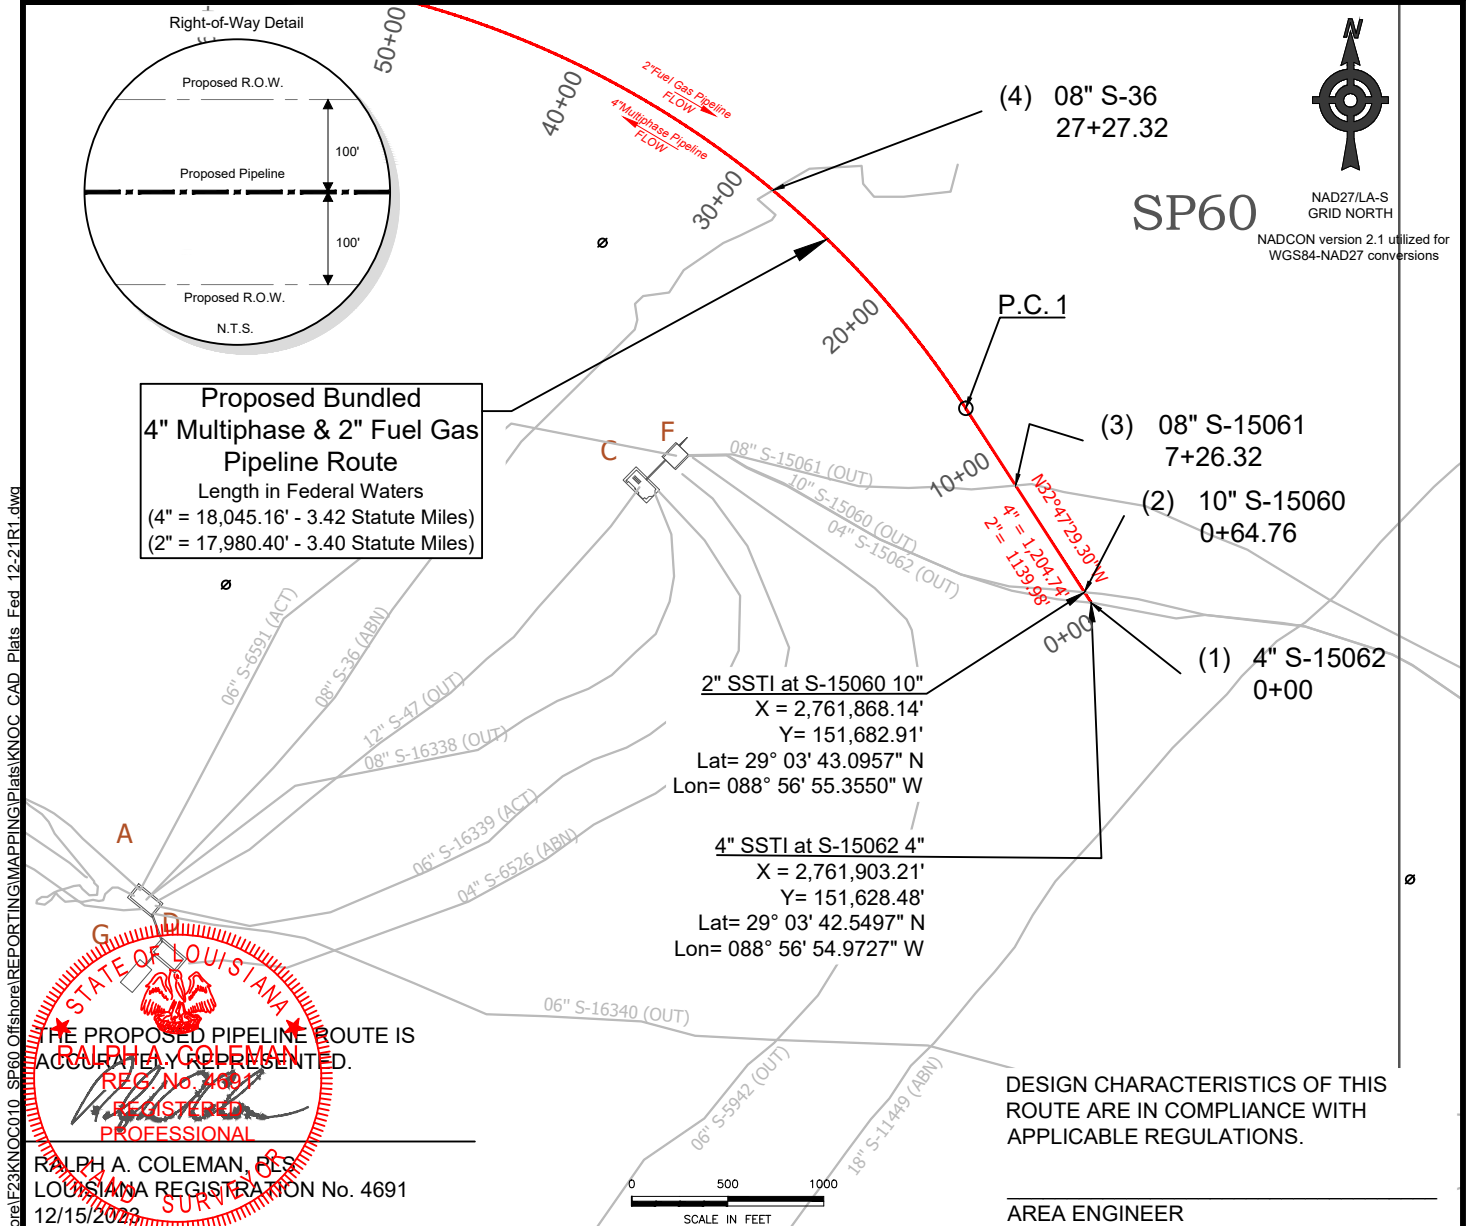 Right-of-Way Detail
Proposed R.O.W.
100'
Proposed Pipeline
100'
Proposed R.O.W.
N.T.S.
50+00
40+00
30+00
20+00
10+00
0+00
2"Fuel Gas Pipeline
FLOW
4"Multiphase Pipeline
FLOW
(4) 08" S-36
27+27.32
N
NAD27/LA-S
GRID NORTH
NADCON version 2.1 utilized for
WGS84-NAD27 conversions
SP60
P.C. 1
Proposed Bundled
4" Multiphase & 2" Fuel Gas
Pipeline Route
Length in Federal Waters
(4" = 18,045.16' - 3.42 Statute Miles)
(2" = 17,980.40' - 3.40 Statute Miles)
C
F
08" S-15061 (OUT)
10" S-15060 (OUT)
04" S-15062 (OUT)
(3) 08" S-15061
7+26.32
(2) 10" S-15060
0+64.76
(1) 4" S-15062
0+00
N32°47'29.30"W
4" = 1,204.74'
2" = 1139.98'
06" S-6591 (ACT)
08" S-36 (ABN)
12" S-47 (OUT)
08" S-16338 (OUT)
06" S-16339 (ACT)
04" S-6526 (ABN)
06" S-16340 (OUT)
06" S-5942 (OUT)
18" S-11449 (ABN)
2" SSTI at S-15060 10"
X = 2,761,868.14'
Y= 151,682.91'
Lat= 29° 03' 43.0957" N
Lon= 088° 56' 55.3550" W
4" SSTI at S-15062 4"
X = 2,761,903.21'
Y= 151,628.48'
Lat= 29° 03' 42.5497" N
Lon= 088° 56' 54.9727" W
A
G
D
STATE OF LOUISIANA
RALPH A. COLEMAN
REG. No. 4691
REGISTERED
PROFESSIONAL
LAND SURVEYOR
THE PROPOSED PIPELINE ROUTE IS
ACCURATELY REPRESENTED.
RALPH A. COLEMAN, PLS
LOUISIANA REGISTRATION No. 4691
12/15/2023
0 500 1000
SCALE IN FEET
DESIGN CHARACTERISTICS OF THIS
ROUTE ARE IN COMPLIANCE WITH
APPLICABLE REGULATIONS.
AREA ENGINEER
ore\F23KNOC010_SP60 Offshore\REPORTING\MAPPING\Plats\KNOC_CAD_Plats_Fed_12-21R1.dwg